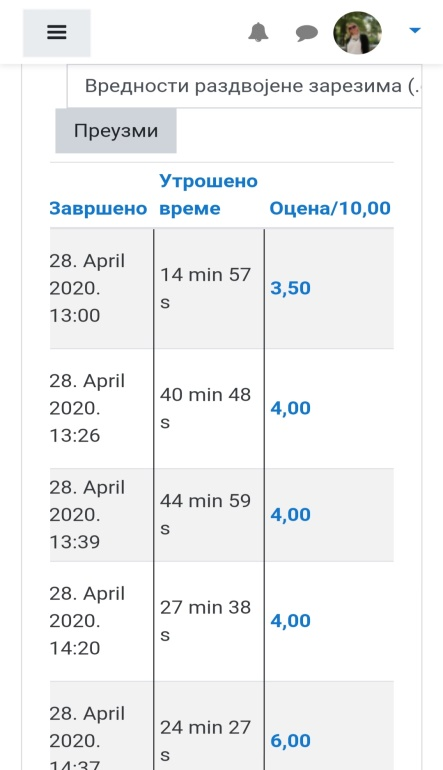 Вредности раздвојене зарезима (.
Преузми
Завршено Утрошено време Оцена/10,00
28. April
2020.
13:00
14 min 57
s
3,50
28. April
2020.
13:26
40 min 48
s
4,00
28. April
2020.
13:39
44 min 59
s
4,00
28. April
2020.
14:20
27 min 38
s
4,00
28. April
2020.
14:37
24 min 27
s
6,00